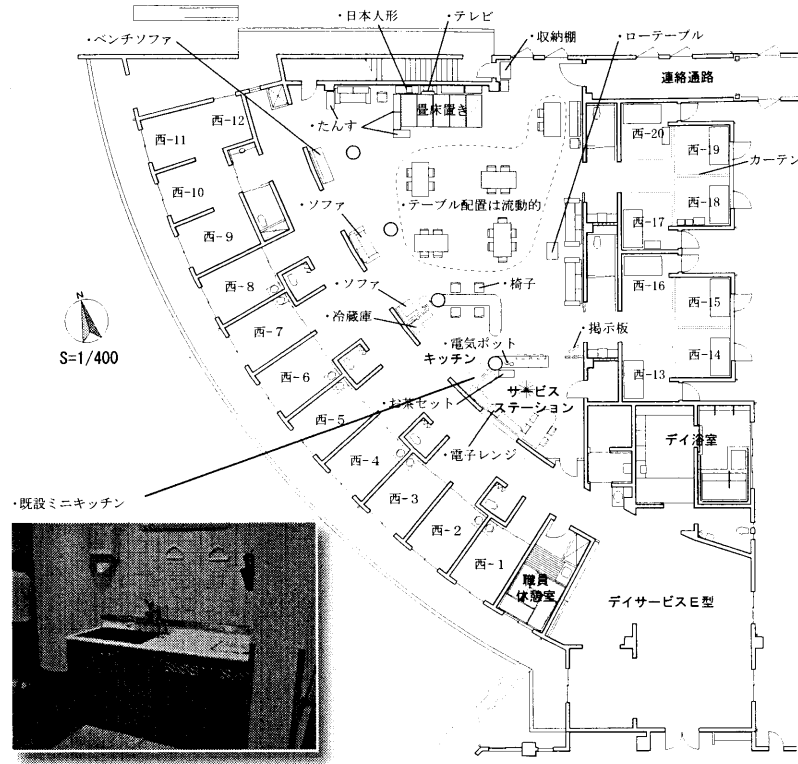 ・日本人形
・テレビ
・ベンチソファ
・収納棚
・ローテーブル
連絡通路
・たんす
畳床置き
西-12
西-11
西-10
西-9
西-8
西-7
西-6
西-5
西-4
西-3
西-2
西-1
西-20
西-19
カーテン
西-18
西-17
西-16
西-15
西-14
西-13
・テーブル配置は流動的
・ソファ
・ソファ
・冷蔵庫
・椅子
・電気ポット
キッチン
・掲示板
・お茶セット
サービス
ステーション
・電子レンジ
デイ浴室
N
S=1/400
・既設ミニキッチン
職員
休憩室
デイサービスE型